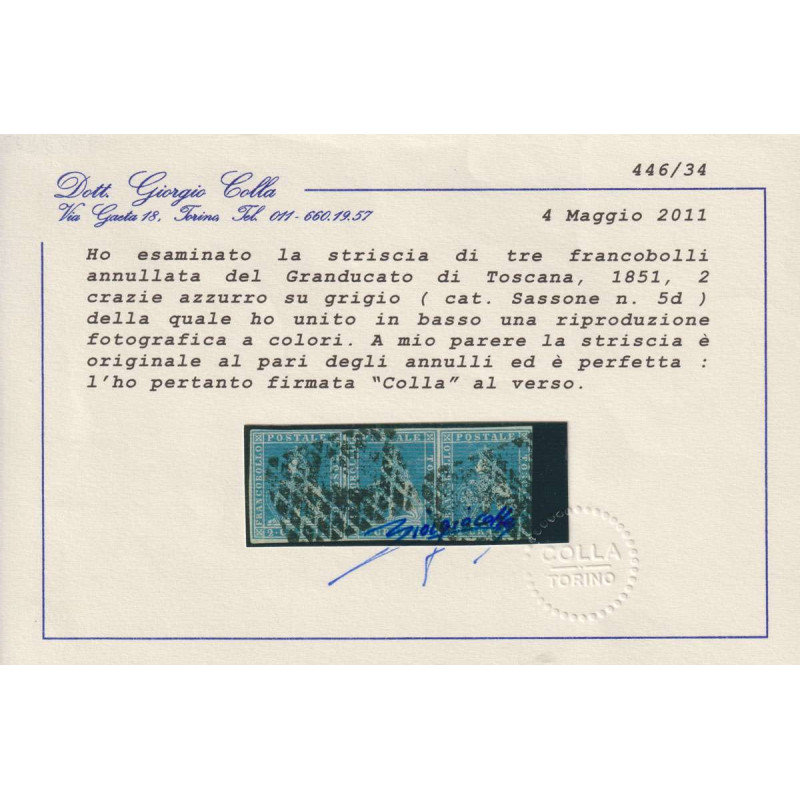 446/34
Dott. Giorgio Colla
Via Gaeta 18, Torino Tel. 011-660.19.57
4 Maggio 2011
Ho esaminato la striscia di tre francobolli
annullata del Granducato di Toscana, 1851, 2
crazie azzurro su grigio ( cat. Sassone n. 5d )
della quale ho unito in basso una riproduzione
fotografica a colori. A mio parere la striscia è
originale al pari degli annulli ed è perfetta :
l'ho pertanto firmata "Colla" al verso.
POSTALE POSTALE
FRANCOBOLLO
Giorgio Colla
COLLA
TORINO